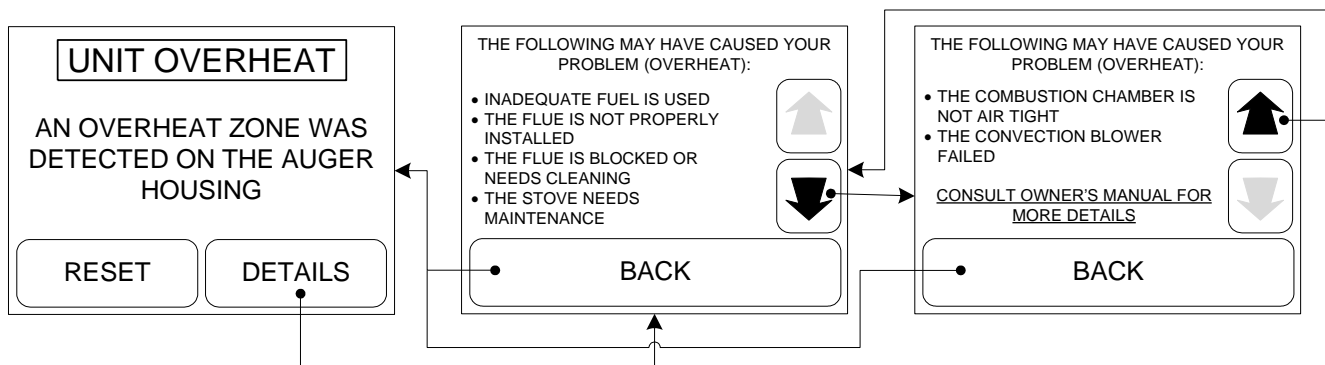 UNIT OVERHEAT
AN OVERHEAT ZONE WAS
DETECTED ON THE AUGER
HOUSING
RESET
DETAILS
THE FOLLOWING MAY HAVE CAUSED YOUR
PROBLEM (OVERHEAT):
• INADEQUATE FUEL IS USED
• THE FLUE IS NOT PROPERLY
INSTALLED
• THE FLUE IS BLOCKED OR
NEEDS CLEANING
• THE STOVE NEEDS
MAINTENANCE
BACK
THE FOLLOWING MAY HAVE CAUSED YOUR
PROBLEM (OVERHEAT):
• THE COMBUSTION CHAMBER IS
NOT AIR TIGHT
• THE CONVECTION BLOWER
FAILED
CONSULT OWNER'S MANUAL FOR
MORE DETAILS
BACK